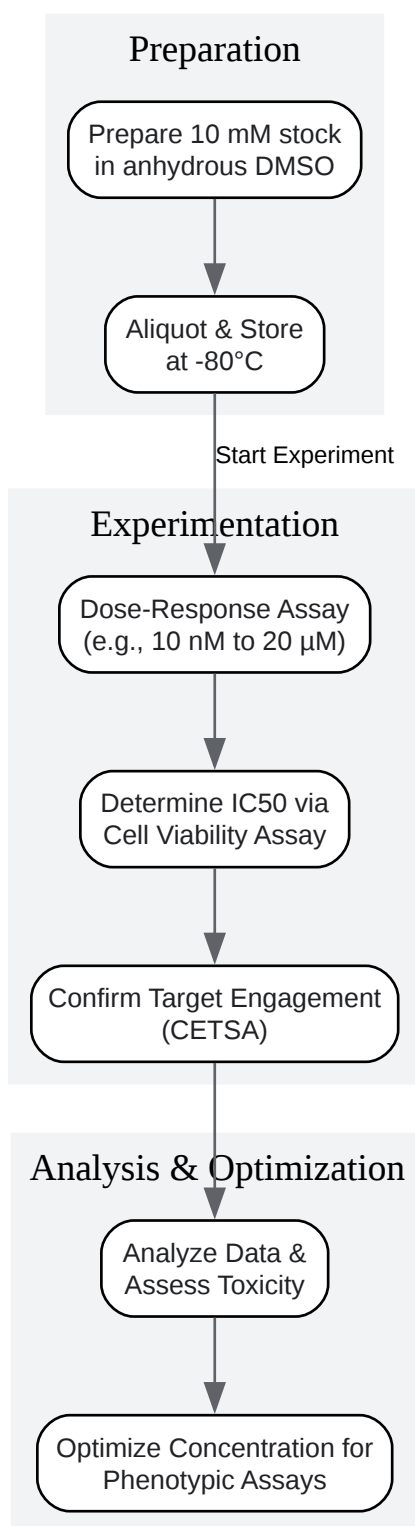 Preparation
Prepare 10 mM stock
in anhydrous DMSO
Aliquot & Store
at -80°C
Start Experiment
Experimentation
Dose-Response Assay
(e.g., 10 nM to 20 µM)
Determine IC50 via
Cell Viability Assay
Confirm Target Engagement
(CETSA)
Analysis & Optimization
Analyze Data &
Assess Toxicity
Optimize Concentration for
Phenotypic Assays